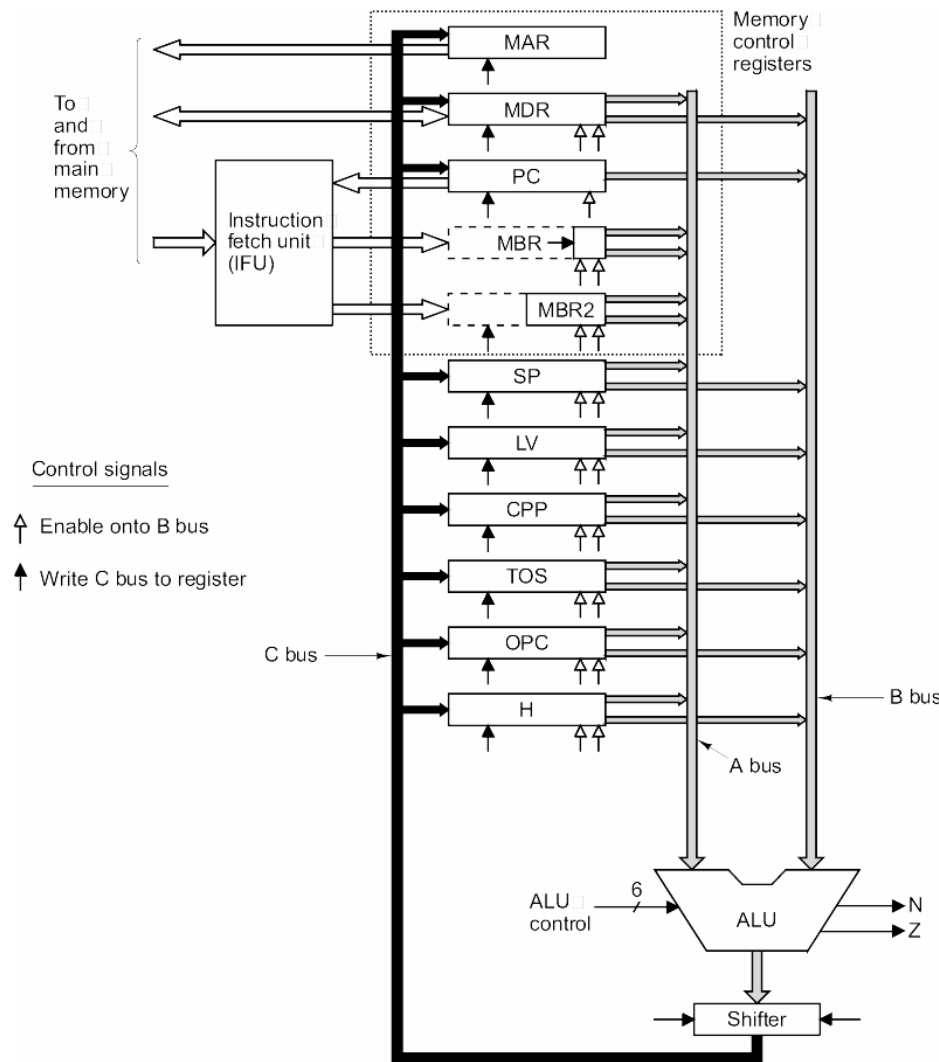 MAR
Memory
control
registers
To
and
from
main
memory
MDR
PC
Instruction
fetch unit
(IFU)
MBR
MBR2
SP
LV
Control signals
CPP
Enable onto B bus
TOS
Write C bus to register
OPC
C bus
H
B bus
A bus
6
ALU
control
ALU
N
Z
Shifter